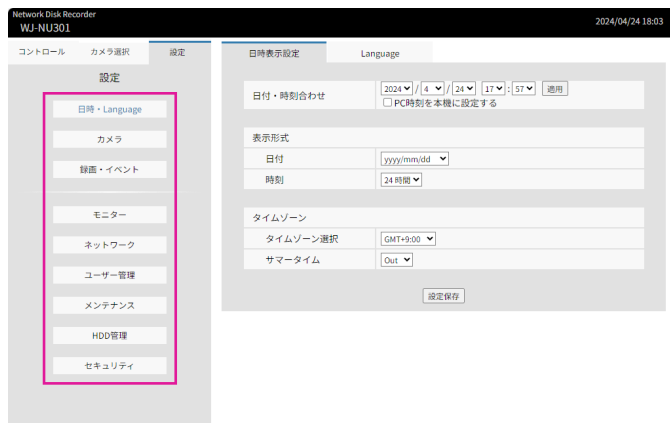 Network Disk Recorder
WJ-NU301
2024/04/24 18:03
コントロール カメラ選択 設定
設定
日時・Language
カメラ
録画・イベント
モニター
ネットワーク
ユーザー管理
メンテナンス
HDD管理
セキュリティ
日時表示設定 Language
日付・時刻合わせ 2024 / 4 / 24 17 : 57 適用
PC時刻を本機に設定する
表示形式
日付 yyyy/mm/dd
時刻 24 時間
タイムゾーン
タイムゾーン選択 GMT+9:00
サマータイム Out
設定保存